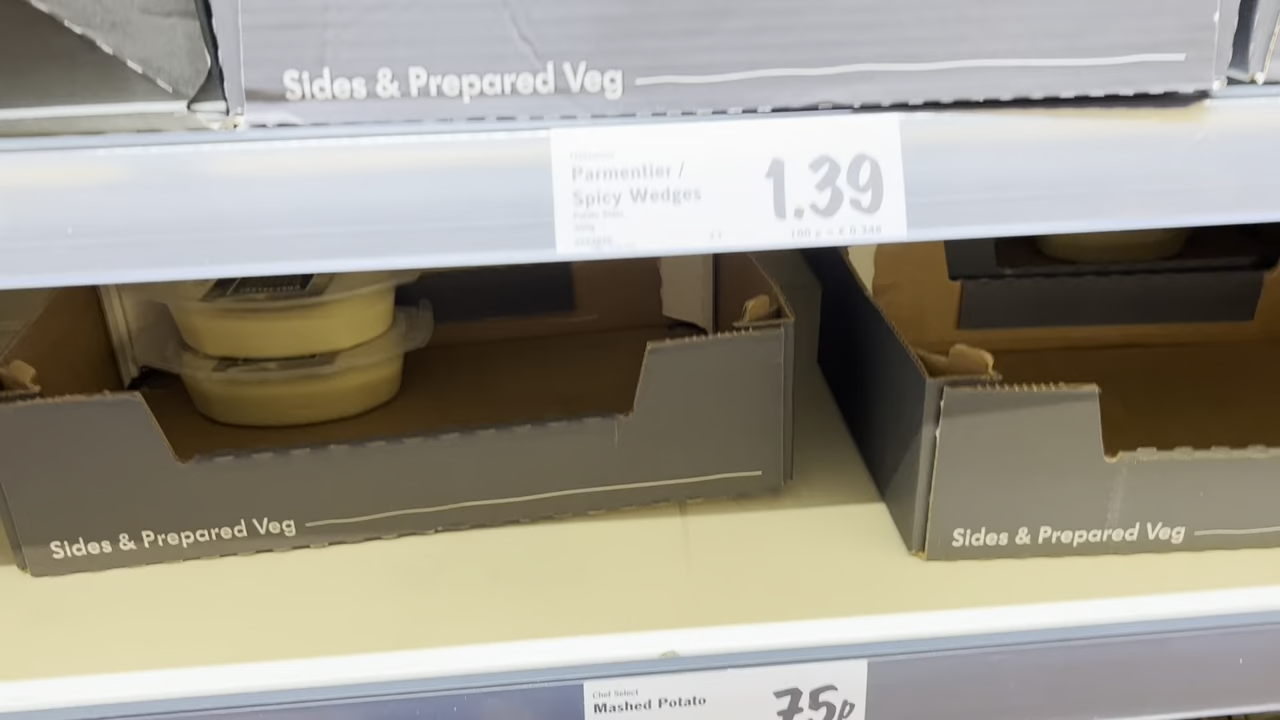 Sides & Prepared Veg
Parmentier /
Spicy Wedges
1.39
Sides & Prepared Veg
Sides & Prepared Veg
Chef Select
Mashed Potato
75p